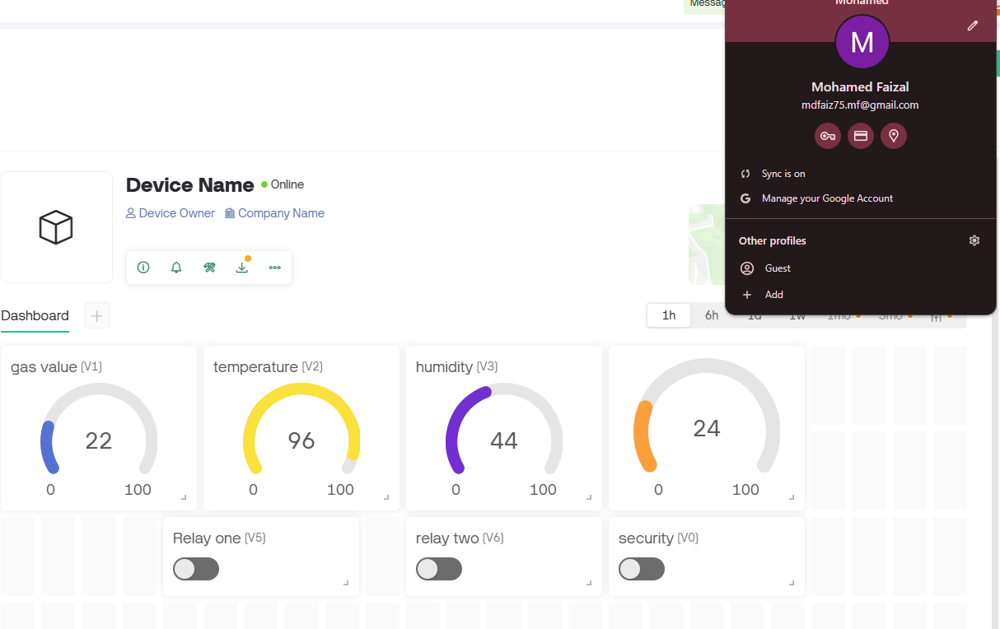 Messag
Mohamed
M
Mohamed Faizal
mdfaiz75.mf@gmail.com
Sync is on
Manage your Google Account
Other profiles
Guest
Add
Device Name Online
Device Owner Company Name
Dashboard
1h 6h 1d 1w 1mo 3mo
gas value (V1)
22
0 100
temperature (V2)
96
0 100
humidity (V3)
44
0 100
24
0 100
Relay one (V5)
relay two (V6)
security (V0)